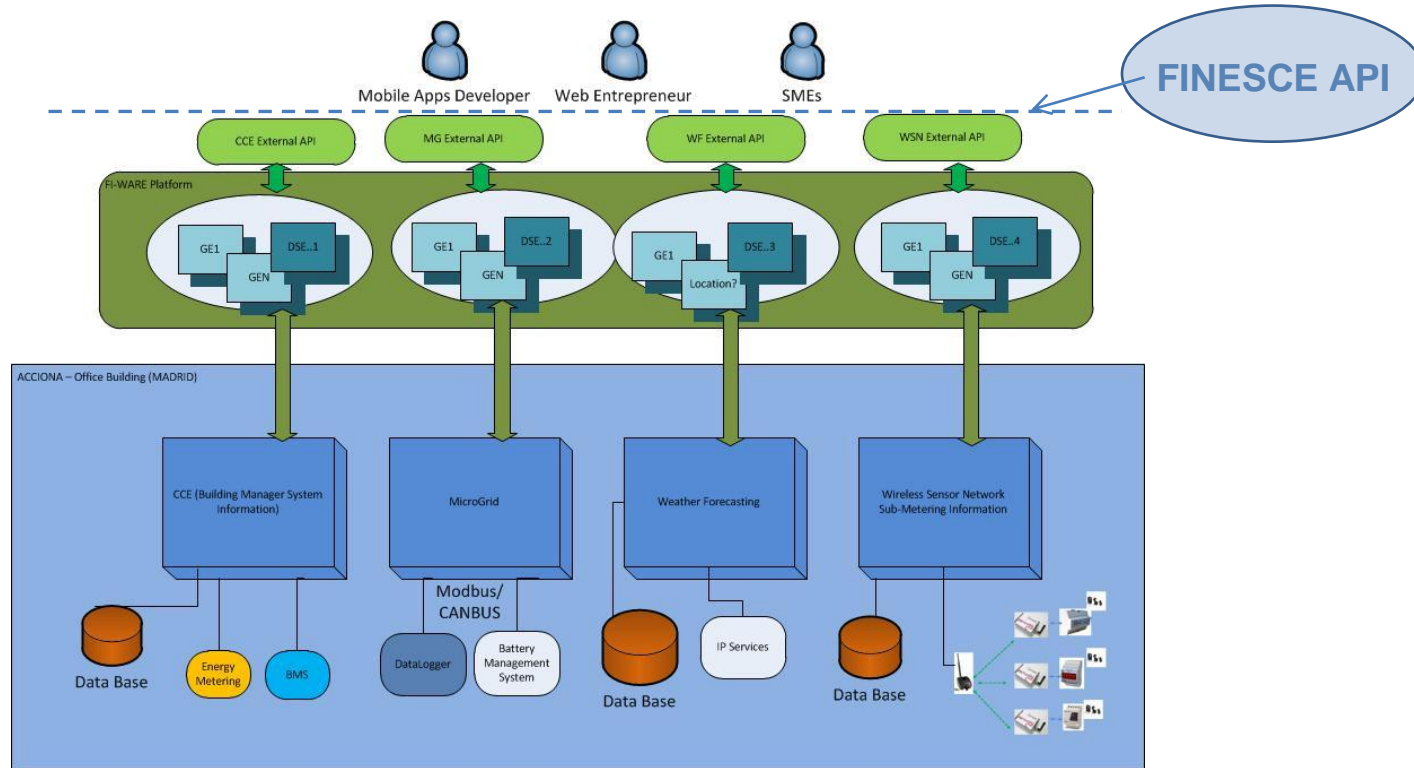 FINESCE API
Mobile Apps Developer
Web Entrepreneur
SMEs
CCE External API
MG External API
WF External API
WSN External API
FI-WARE Platform
GE1
DSE..1
GEN
GE1
DSE..2
GEN
GE1
DSE..3
Location?
GE1
DSE..4
GEN
ACCIONA – Office Building (MADRID)
CCE (Building Manager System
Information)
MicroGrid
Weather Forecasting
Wireless Sensor Network
Sub-Metering Information
Modbus/
CANBUS
Data Base
Energy
Metering
BMS
DataLogger
Battery
Management
System
Data Base
IP Services
Data Base